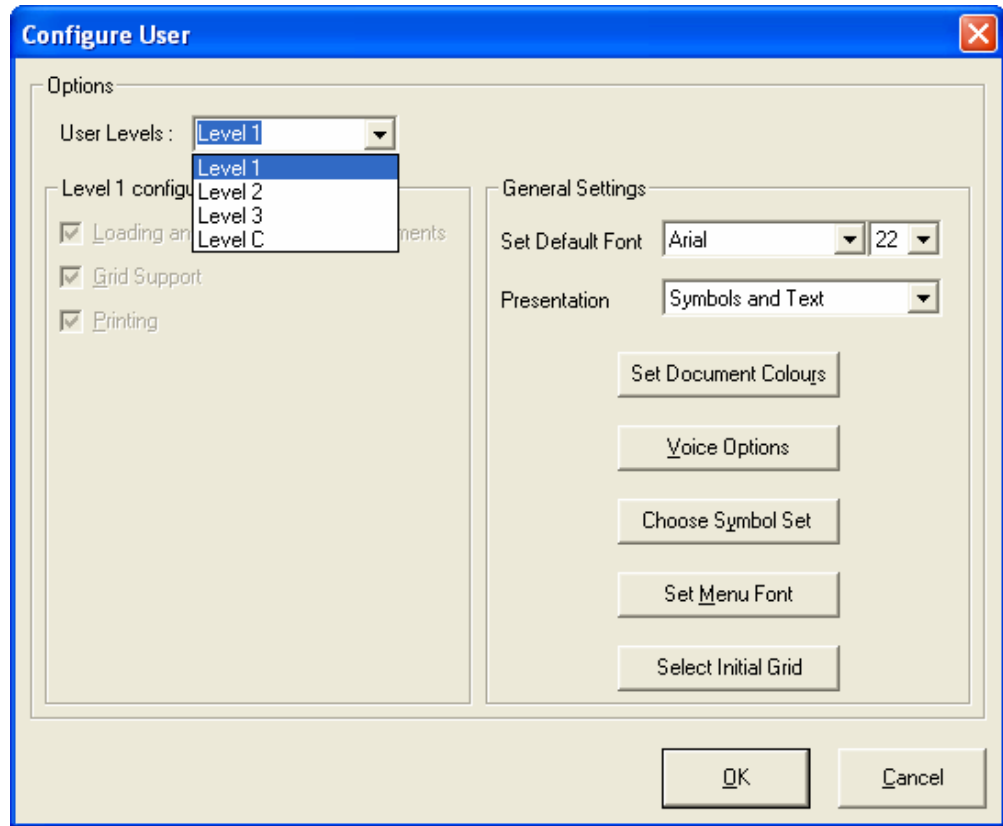 Configure User
Options
User Levels : Level 1
Level 1
Level 2
Level 3
Level C
Level 1 configu
Loading an ments
Grid Support
Printing
General Settings
Set Default Font Arial 22
Presentation Symbols and Text
Set Document Colours
Voice Options
Choose Symbol Set
Set Menu Font
Select Initial Grid
OK Cancel